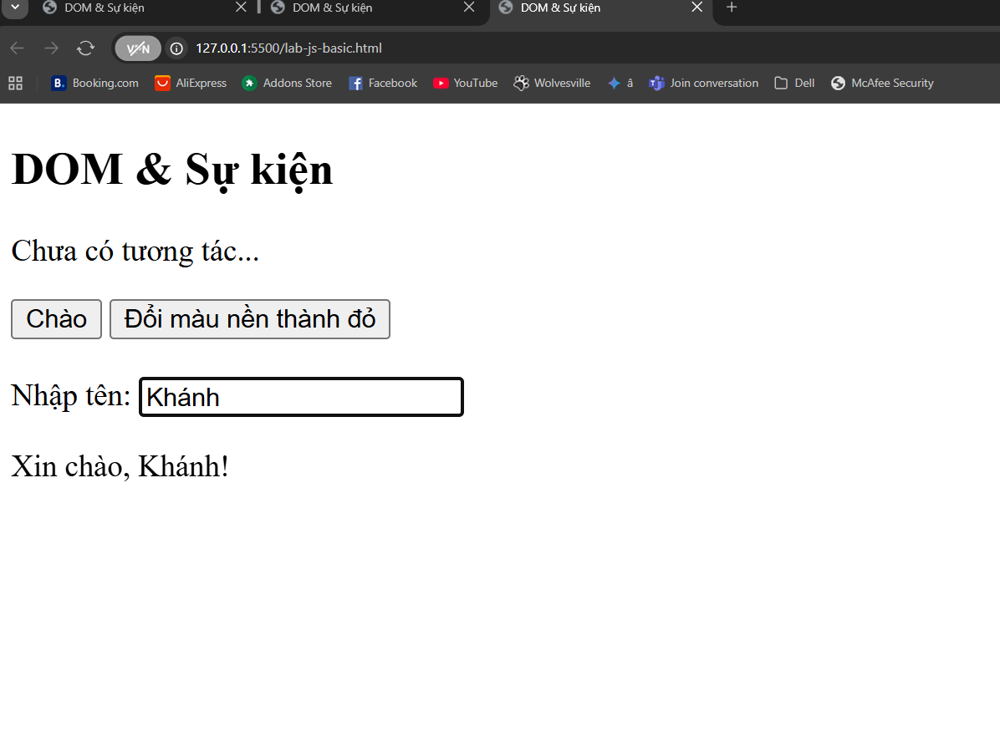 DOM & Sự kiện DOM & Sự kiện DOM & Sự kiện
VPN 127.0.0.1:5500/lab-js-basic.html
B. Booking.com AliExpress Addons Store Facebook YouTube Wolvesville â Join conversation Dell McAfee Security
DOM & Sự kiện
Chưa có tương tác...
Chào Đổi màu nền thành đỏ
Nhập tên: Khánh
Xin chào, Khánh!